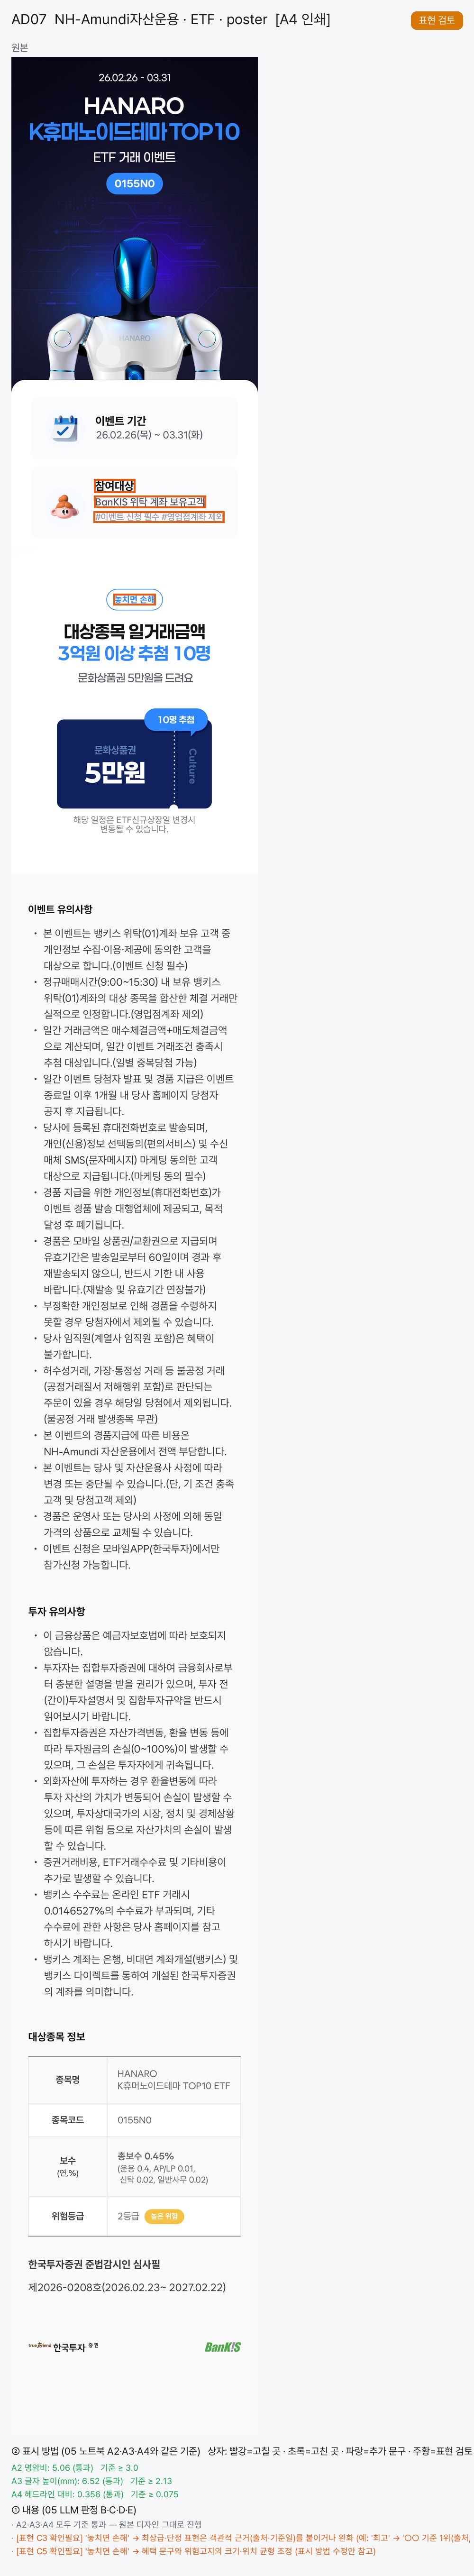 AD07 NH-Amundi자산운용 · ETF · poster [A4 인쇄]
표현 검토
원본
26.02.26 - 03.31
HANARO
K휴머노이드테마 TOP10
ETF 거래 이벤트
0155N0
HANARO
이벤트 기간
26.02.26(목) ~ 03.31(화)
참여대상
BanKIS 위탁 계좌 보유고객
#이벤트 신청 필수 #영업점계좌 제외
놓치면 손해
대상종목 일거래금액
3억원 이상 추첨 10명
문화상품권 5만원을 드려요
10명 추첨
문화상품권
5만원
Culture
해당 일정은 ETF신규상장일 변경시
변동될 수 있습니다.
이벤트 유의사항
• 본 이벤트는 뱅키스 위탁(01)계좌 보유 고객 중
개인정보 수집·이용·제공에 동의한 고객을
대상으로 합니다.(이벤트 신청 필수)
• 정규매매시간(9:00~15:30) 내 보유 뱅키스
위탁(01)계좌의 대상 종목을 합산한 체결 거래만
실적으로 인정합니다.(영업점계좌 제외)
• 일간 거래금액은 매수체결금액+매도체결금액
으로 계산되며, 일간 이벤트 거래조건 충족시
추첨 대상입니다.(일별 중복당첨 가능)
• 일간 이벤트 당첨자 발표 및 경품 지급은 이벤트
종료일 이후 1개월 내 당사 홈페이지 당첨자
공지 후 지급됩니다.
• 당사에 등록된 휴대전화번호로 발송되며,
개인(신용)정보 선택동의(편의서비스) 및 수신
매체 SMS(문자메시지) 마케팅 동의한 고객
대상으로 지급됩니다.(마케팅 동의 필수)
• 경품 지급을 위한 개인정보(휴대전화번호)가
이벤트 경품 발송 대행업체에 제공되고, 목적
달성 후 폐기됩니다.
• 경품은 모바일 상품권/교환권으로 지급되며
유효기간은 발송일로부터 60일이며 경과 후
재발송되지 않으니, 반드시 기한 내 사용
바랍니다.(재발송 및 유효기간 연장불가)
• 부정확한 개인정보로 인해 경품을 수령하지
못할 경우 당첨자에서 제외될 수 있습니다.
• 당사 임직원(계열사 임직원 포함)은 혜택이
불가합니다.
• 허수성거래, 가장·통정성 거래 등 불공정 거래
(공정거래질서 저해행위 포함)로 판단되는
주문이 있을 경우 해당일 당첨에서 제외됩니다.
(불공정 거래 발생종목 무관)
• 본 이벤트의 경품지급에 따른 비용은
NH-Amundi 자산운용에서 전액 부담합니다.
• 본 이벤트는 당사 및 자산운용사 사정에 따라
변경 또는 중단될 수 있습니다.(단, 기 조건 충족
고객 및 당첨고객 제외)
• 경품은 운영사 또는 당사의 사정에 의해 동일
가격의 상품으로 교체될 수 있습니다.
• 이벤트 신청은 모바일APP(한국투자)에서만
참가신청 가능합니다.
투자 유의사항
• 이 금융상품은 예금자보호법에 따라 보호되지
않습니다.
• 투자자는 집합투자증권에 대하여 금융회사로부
터 충분한 설명을 받을 권리가 있으며, 투자 전
(간이)투자설명서 및 집합투자규약을 반드시
읽어보시기 바랍니다.
• 집합투자증권은 자산가격변동, 환율 변동 등에
따라 투자원금의 손실(0~100%)이 발생할 수
있으며, 그 손실은 투자자에게 귀속됩니다.
• 외화자산에 투자하는 경우 환율변동에 따라
투자 자산의 가치가 변동되어 손실이 발생할 수
있으며, 투자상대국가의 시장, 정치 및 경제상황
등에 따른 위험 등으로 자산가치의 손실이 발생
할 수 있습니다.
• 증권거래비용, ETF거래수수료 및 기타비용이
추가로 발생할 수 있습니다.
• 뱅키스 수수료는 온라인 ETF 거래시
0.0146527%의 수수료가 부과되며, 기타
수수료에 관한 사항은 당사 홈페이지를 참고
하시기 바랍니다.
• 뱅키스 계좌는 은행, 비대면 계좌개설(뱅키스) 및
뱅키스 다이렉트를 통하여 개설된 한국투자증권
의 계좌를 의미합니다.
대상종목 정보
종목명
HANARO
K휴머노이드테마 TOP10 ETF
종목코드
0155N0
보수
(연,%)
총보수 0.45%
(운용 0.4, AP/LP 0.01,
신탁 0.02, 일반사무 0.02)
위험등급
2등급 높은 위험
한국투자증권 준법감시인 심사필
제2026-0208호(2026.02.23~ 2027.02.22)
true friend 한국투자 증권
BanKIS
② 표시 방법 (05 노트북 A2·A3·A4와 같은 기준) 상자: 빨강=고칠 곳 · 초록=고친 곳 · 파랑=추가 문구 · 주황=표현 검토
A2 명암비: 5.06 (통과) 기준 ≥ 3.0
A3 글자 높이(mm): 6.52 (통과) 기준 ≥ 2.13
A4 헤드라인 대비: 0.356 (통과) 기준 ≥ 0.075
① 내용 (05 LLM 판정 B·C·D·E)
· A2·A3·A4 모두 기준 통과 — 원본 디자인 그대로 진행
· [표현 C3 확인필요] '놓치면 손해' → 최상급·단정 표현은 객관적 근거(출처·기준일)를 붙이거나 완화 (예: '최고' → '○○ 기준 1위(출처,
· [표현 C5 확인필요] '놓치면 손해' → 혜택 문구와 위험고지의 크기·위치 균형 조정 (표시 방법 수정안 참고)